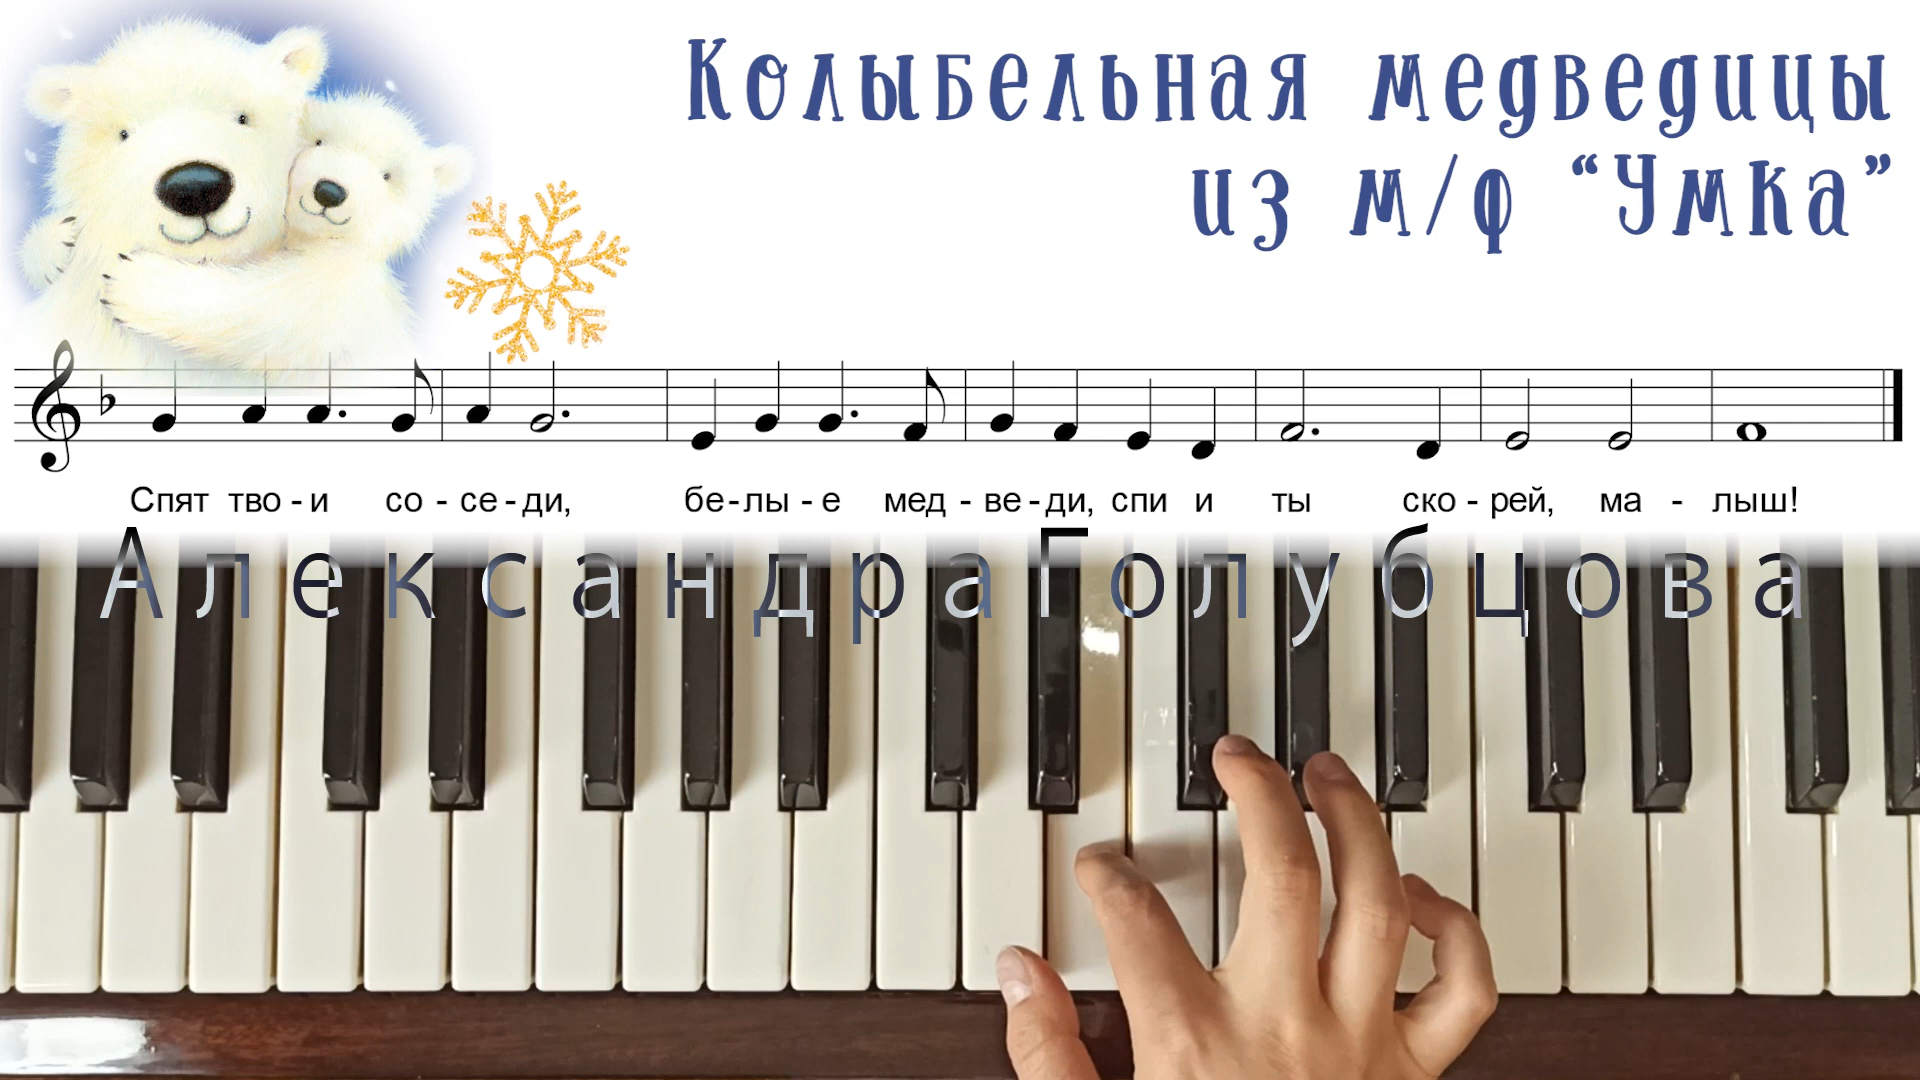 Колыбельная медведицы
из м/ф “Умка”
Спят тво - и со - се - ди, бе - лы - е мед - ве - ди, спи и ты ско - рей, ма - лыш!
Александра Голубцова